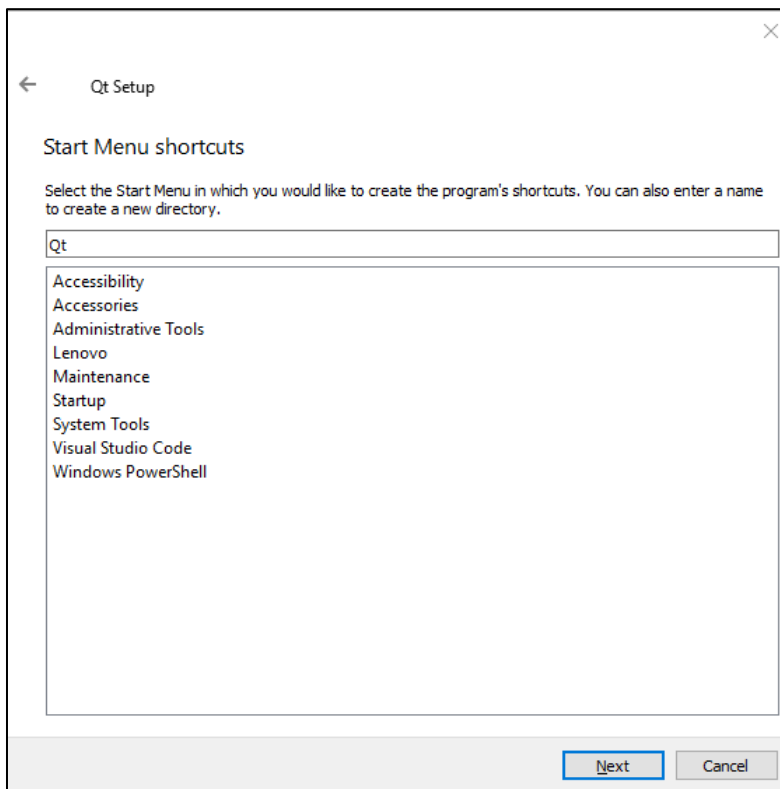 Qt Setup
Start Menu shortcuts
Select the Start Menu in which you would like to create the program's shortcuts. You can also enter a name
to create a new directory.
Qt
Accessibility
Accessories
Administrative Tools
Lenovo
Maintenance
Startup
System Tools
Visual Studio Code
Windows PowerShell
Next
Cancel